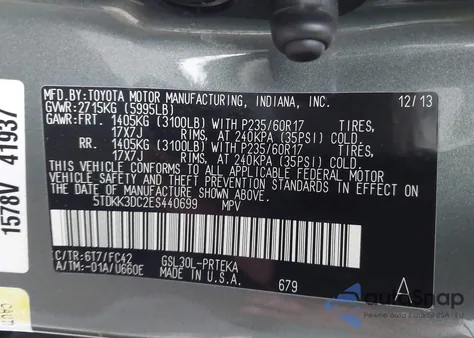 MFD.BY:TOYOTA MOTOR MANUFACTURING, INDIANA, INC. 12/13
GVWR:2715KG (5995LB)
GAWR:FRT. 1405KG (3100LB) WITH P235/60R17 TIRES,
17X7J RIMS, AT 240KPA (35PSI) COLD.
RR. 1405KG (3100LB) WITH P235/60R17 TIRES,
17X7J RIMS, AT 240KPA (35PSI) COLD.
THIS VEHICLE CONFORMS TO ALL APPLICABLE FEDERAL MOTOR
VEHICLE SAFETY AND THEFT PREVENTION STANDARDS IN EFFECT ON
THE DATE OF MANUFACTURE SHOWN ABOVE.
5TDKK3DC2ES440699 MPV
C/TR:6T7/FC42 GSL30L-PRTEKA
A/TM:-01A/U660E MADE IN U.S.A. 679 A
1578V 41937
CAUT
autoSnap